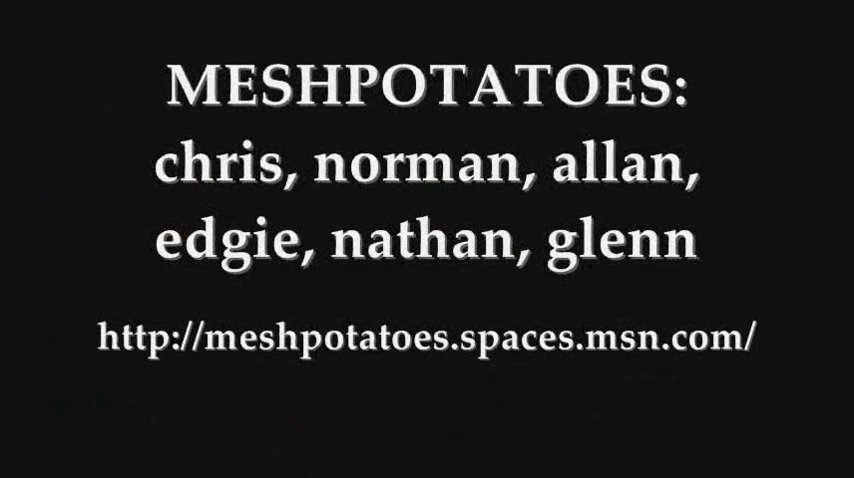 MESHPOTATOES:
chris, norman, allan,
edgie, nathan, glenn
http://meshpotatoes.spaces.msn.com/